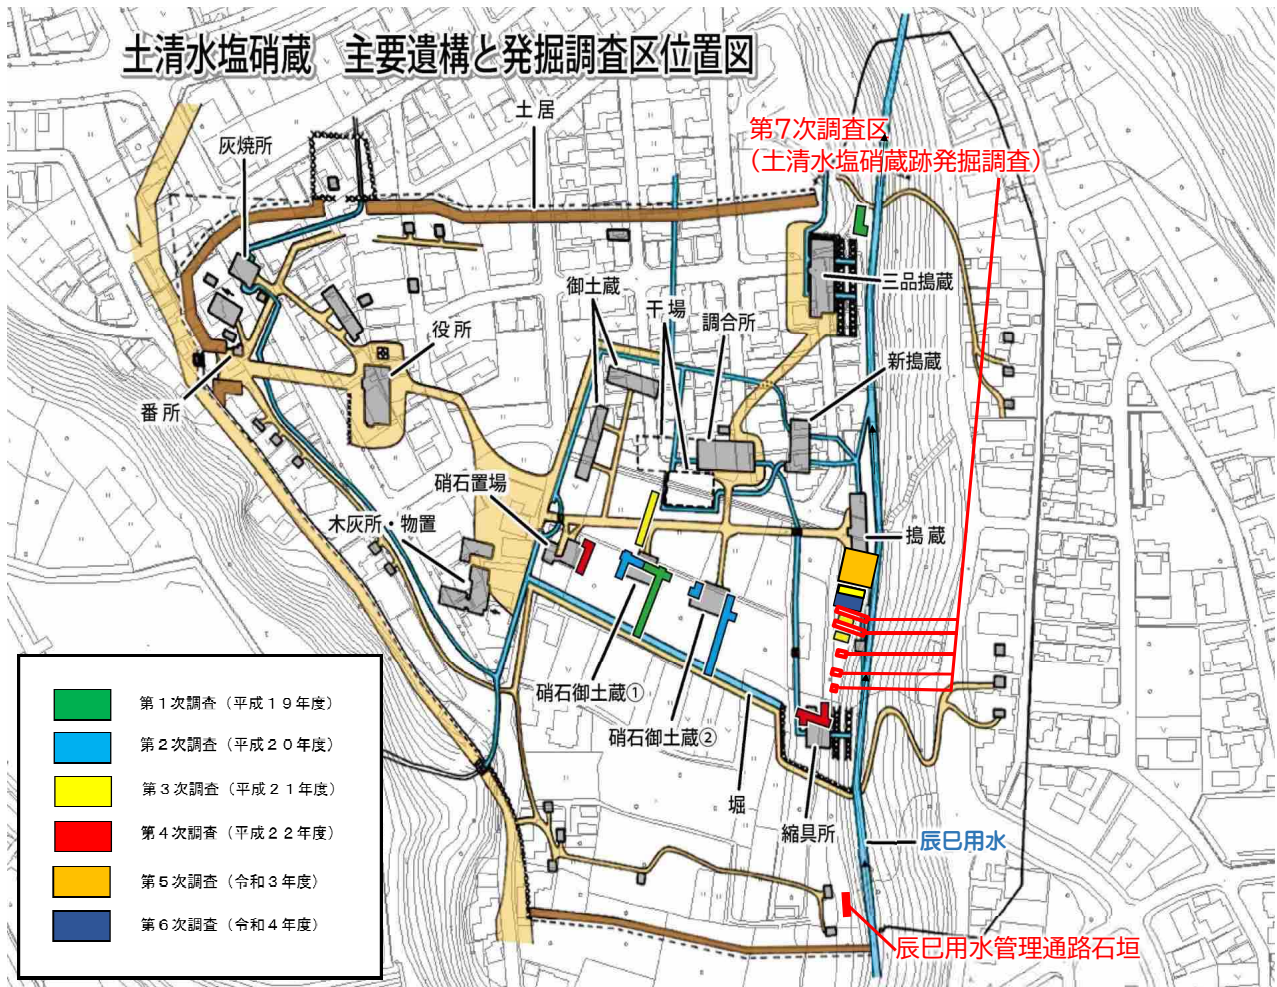 土清水塩硝蔵　主要遺構と発掘調査区位置図
土居
第7次調査区
（土清水塩硝蔵跡発掘調査）
灰焼所
三品搗蔵
御土蔵
干場
調合所
役所
新搗蔵
番所
硝石置場
木灰所・物置
搗蔵
硝石御土蔵①
硝石御土蔵②
堀
縮具所
辰巳用水
辰巳用水管理通路石垣
第１次調査（平成１９年度）
第２次調査（平成２０年度）
第３次調査（平成２１年度）
第４次調査（平成２２年度）
第５次調査（令和３年度）
第６次調査（令和４年度）